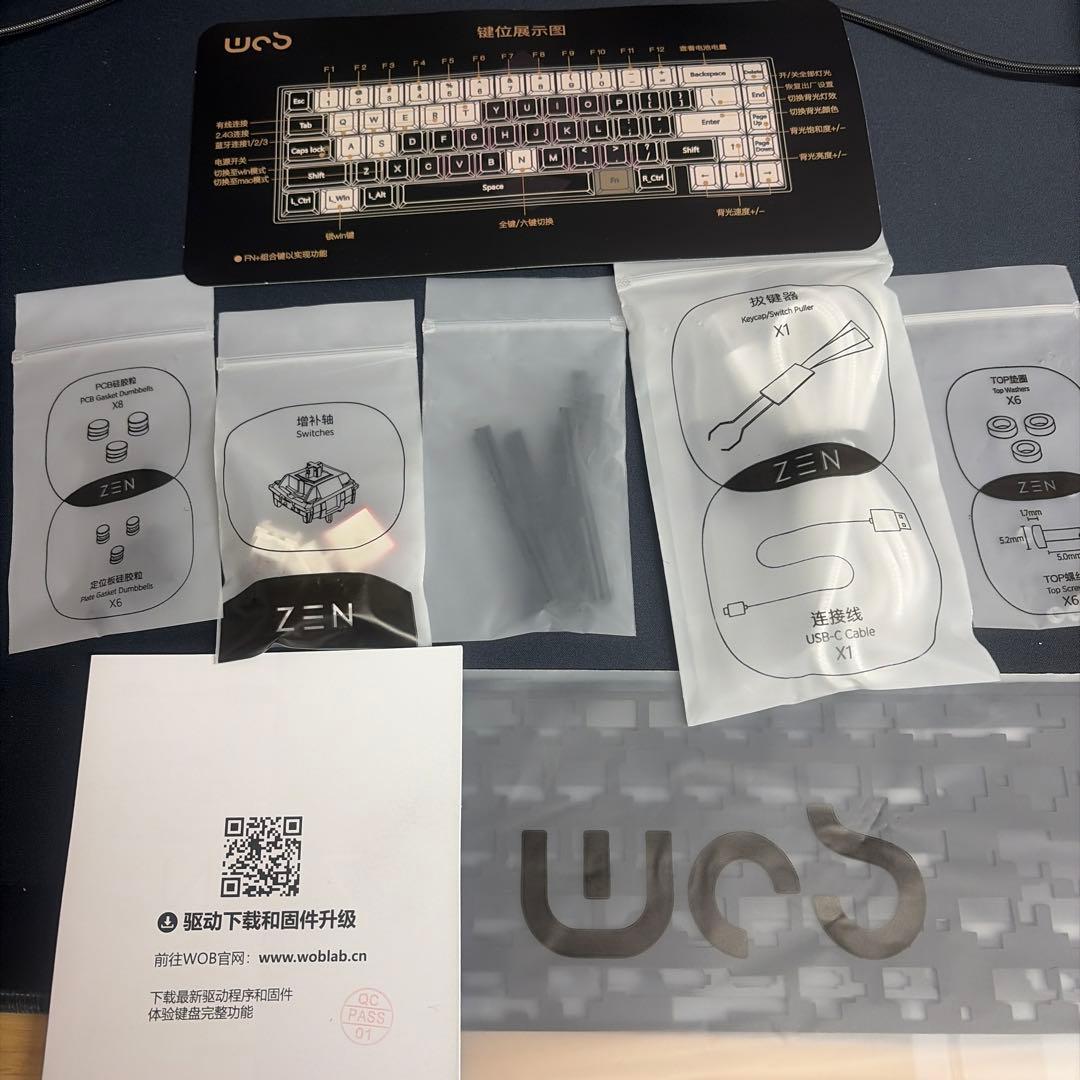 WOB
键位展示图
F1 F2 F3 F4 F5 F6 F7 F8 F9 F10 F11 F12 查看电池电量
Esc 1 2 3 4 5 6 7 8 9 0 - + = Backspace Delete
开/关全部灯光
恢复出厂设置
Tab Q W E R T Y U I O P { [ } ] \ End
切换背光灯效
切换背光颜色
有线连接
2.4G连接
蓝牙连接1/2/3
Caps lock A S D F G H J K L : ; " ' Enter Page Up
背光饱和度+/-
电源开关
切换至win模式
切换至mac模式
Shift Z X C V B N M < , > . ? / Shift ↑ Page Down
背光亮度+/-
L_Ctrl L_Win L_Alt Space Fn R_Ctrl ← ↓ →
锁win键
全键/六键切换
背光速度+/-
FN+组合键以实现功能
PCB硅胶粒
PCB Gasket Dumbbells
X8
ZEN
定位板硅胶粒
Plate Gasket Dumbbells
X6
增补轴
Switches
ZEN
拔键器
Keycap/Switch Puller
X1
ZEN
连接线
USB-C Cable
X1
TOP垫圈
Top Washers
X6
ZEN
1.7mm
5.2mm
5.0mm
TOP螺丝
Top Screw
X6
驱动下载和固件升级
前往WOB官网：www.woblab.cn
下载最新驱动程序和固件
体验键盘完整功能
QC
PASS
01
WOB